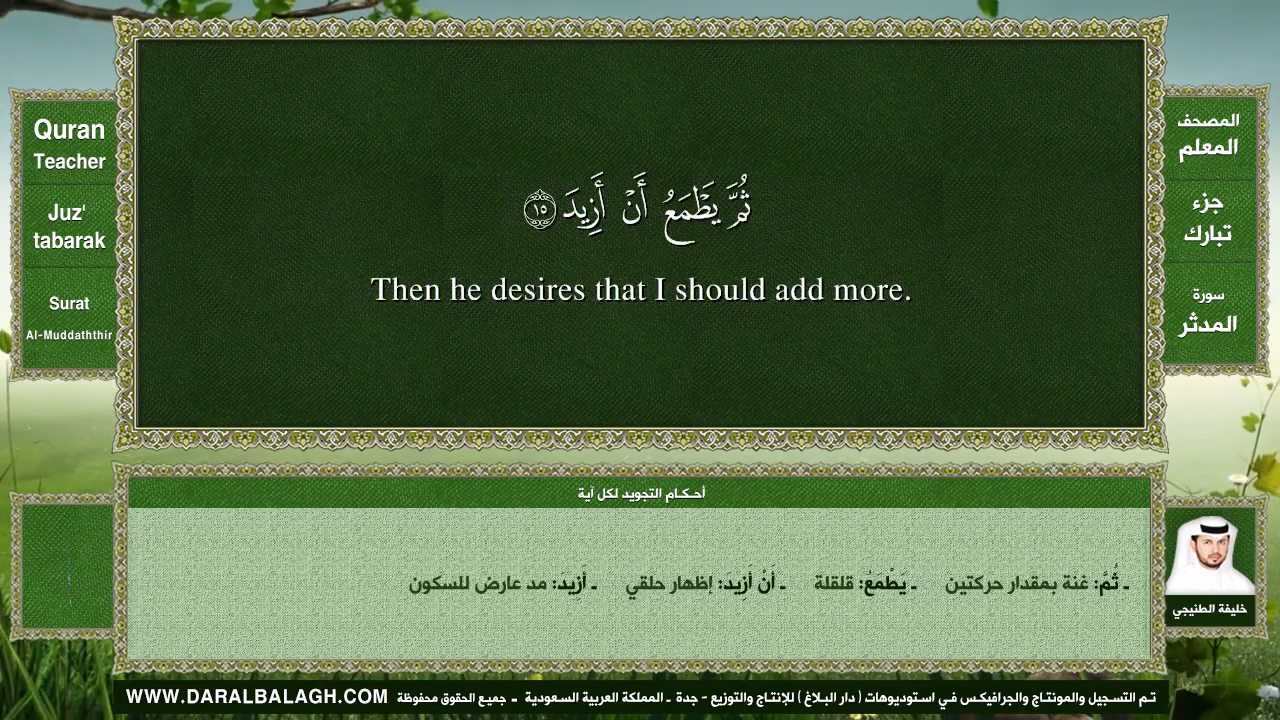 Quran
Teacher
Juz'
tabarak
Surat
Al-Muddaththir
ثُمَّ يَطْمَعُ أَنْ أَزِيدَ ١٥
Then he desires that I should add more.
المصحف
المعلم
جزء
تبارك
سورة
المدثر
أحكام التجويد لكل آية
ـ ثُمَّ: غنة بمقدار حركتين ـ يَطْمَعُ: قلقلة ـ أَنْ أَزِيدَ: إظهار حلقي ـ أَزِيدَ: مد عارض للسكون
خليفة الطنيجي
تم التسجيل والمونتاج والجرافيكس في استوديوهات ( دار البلاغ ) للإنتاج والتوزيع - جدة ـ المملكة العربية السعودية ـ جميع الحقوق محفوظة WWW.DARALBALAGH.COM